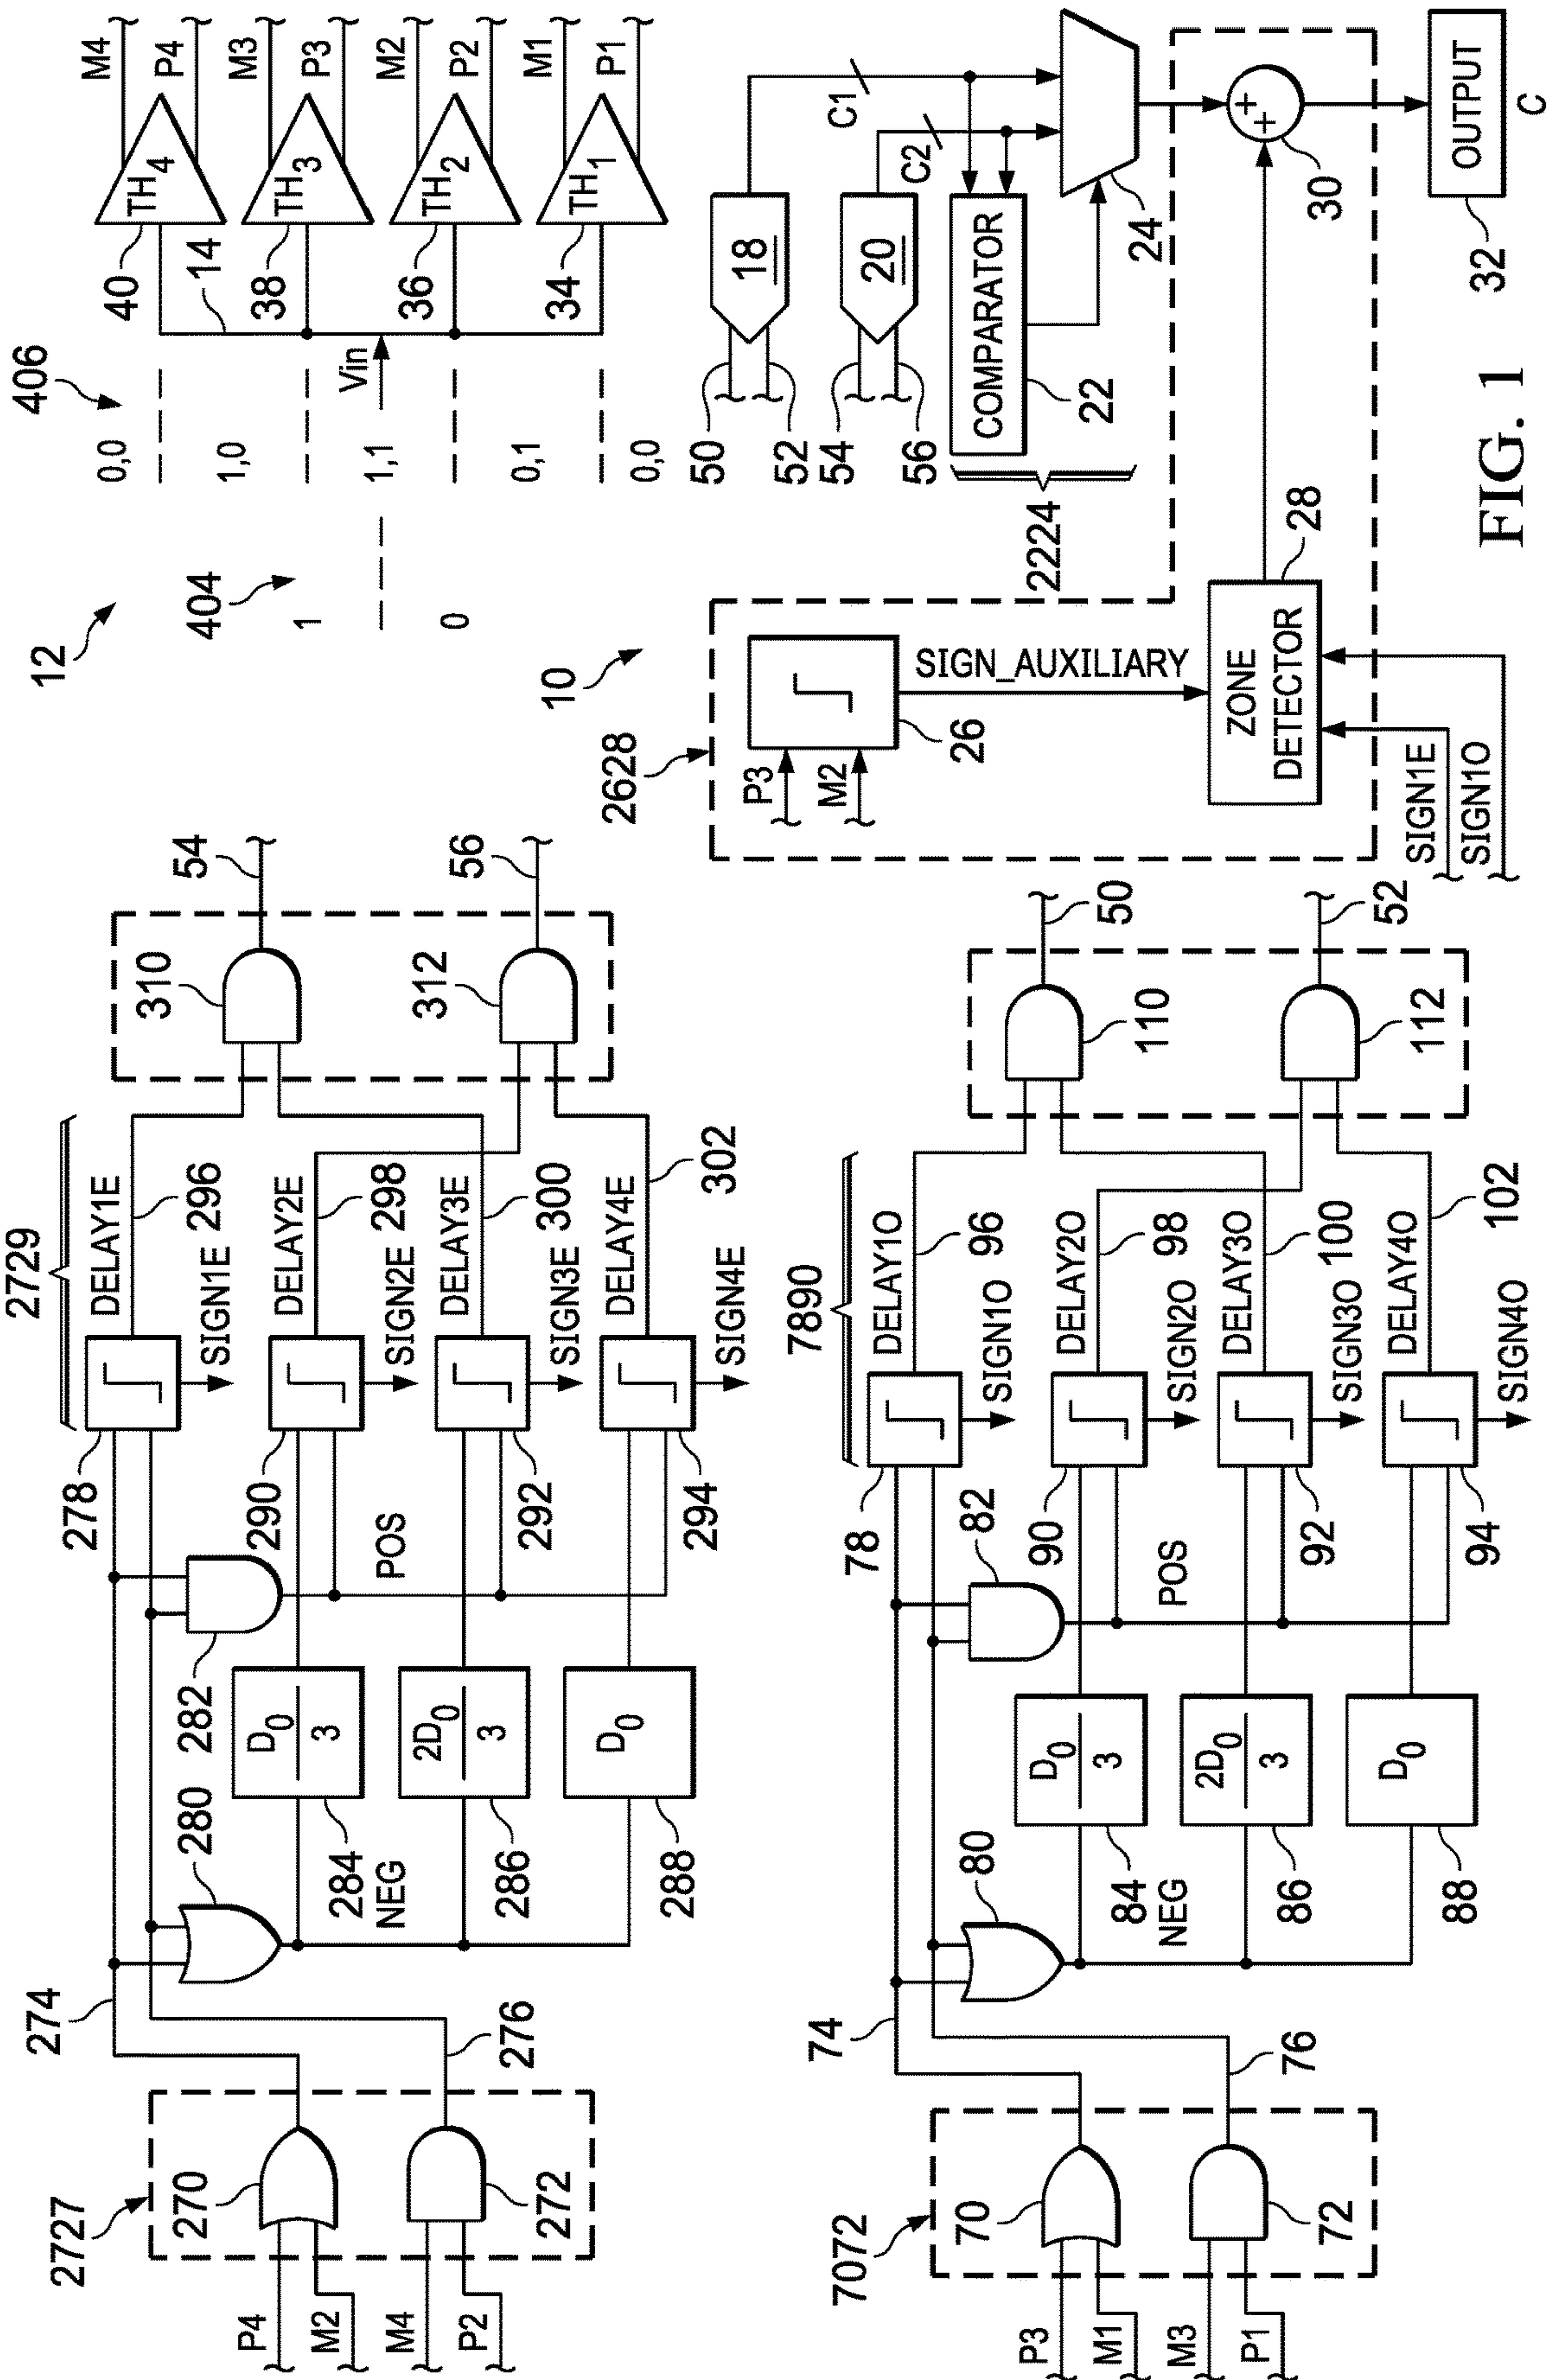 12
404
1
0
406
0,0
1,0
1,1
0,1
0,0
Vin
14
40
TH4
M4
P4
38
TH3
M3
P3
36
TH2
M2
P2
34
TH1
M1
P1
10
50
52
18
C1
54
56
20
C2
COMPARATOR
22
2224
24
2628
P3
M2
26
SIGN_AUXILIARY
ZONE
DETECTOR
28
SIGN1E
SIGN1O
30
+
+
OUTPUT
32
C
FIG. 1
2727
P4
M2
270
M4
P2
272
274
276
280
282
284
NEG
D0
3
286
2D0
3
288
D0
POS
2729
278
DELAY1E
296
SIGN1E
290
DELAY2E
298
SIGN2E
292
DELAY3E
300
SIGN3E
294
DELAY4E
302
SIGN4E
310
54
312
56
7072
P3
M1
70
M3
P1
72
74
76
80
82
84
NEG
D0
3
86
2D0
3
88
D0
POS
7890
78
DELAY1O
96
SIGN1O
90
DELAY2O
98
SIGN2O
92
DELAY3O
100
SIGN3O
94
DELAY4O
102
SIGN4O
110
50
112
52